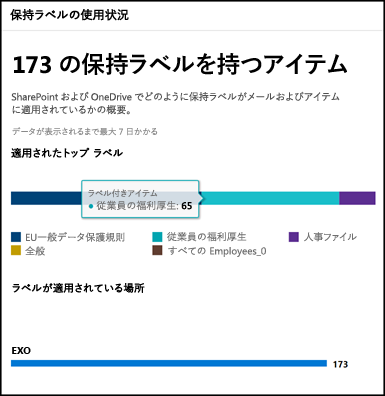 保持ラベルの使用状況
173 の保持ラベルを持つアイテム
SharePoint および OneDrive でどのように保持ラベルがメールおよびアイテム
に適用されているかの概要。
データが表示されるまで最大 7 日かかる
適用されたトップ ラベル
ラベル付きアイテム
従業員の福利厚生: 65
EU一般データ保護規則 従業員の福利厚生 人事ファイル
全般 すべての Employees_0
ラベルが適用されている場所
EXO
173